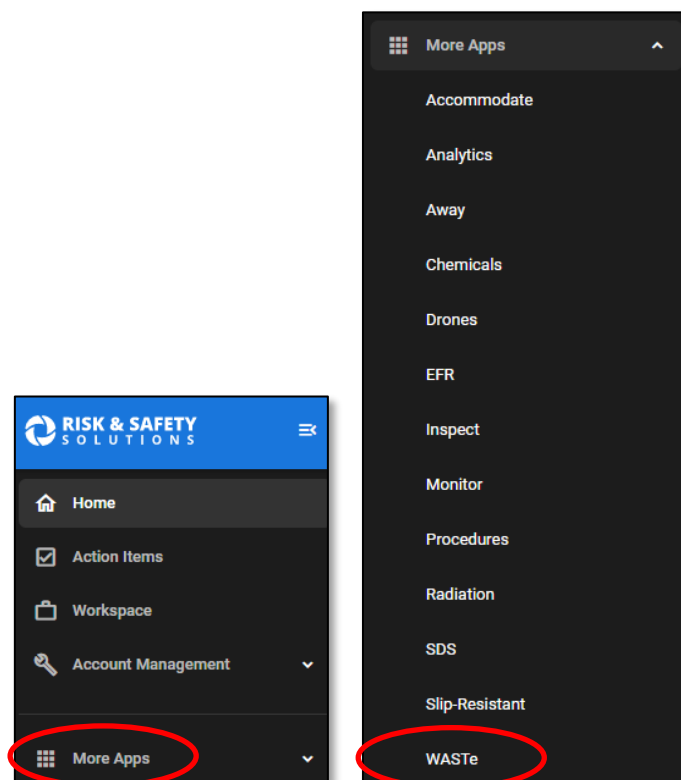 RISK & SAFETY
SOLUTIONS
Home
Action Items
Workspace
Account Management
More Apps
More Apps
Accommodate
Analytics
Away
Chemicals
Drones
EFR
Inspect
Monitor
Procedures
Radiation
SDS
Slip-Resistant
WASTe